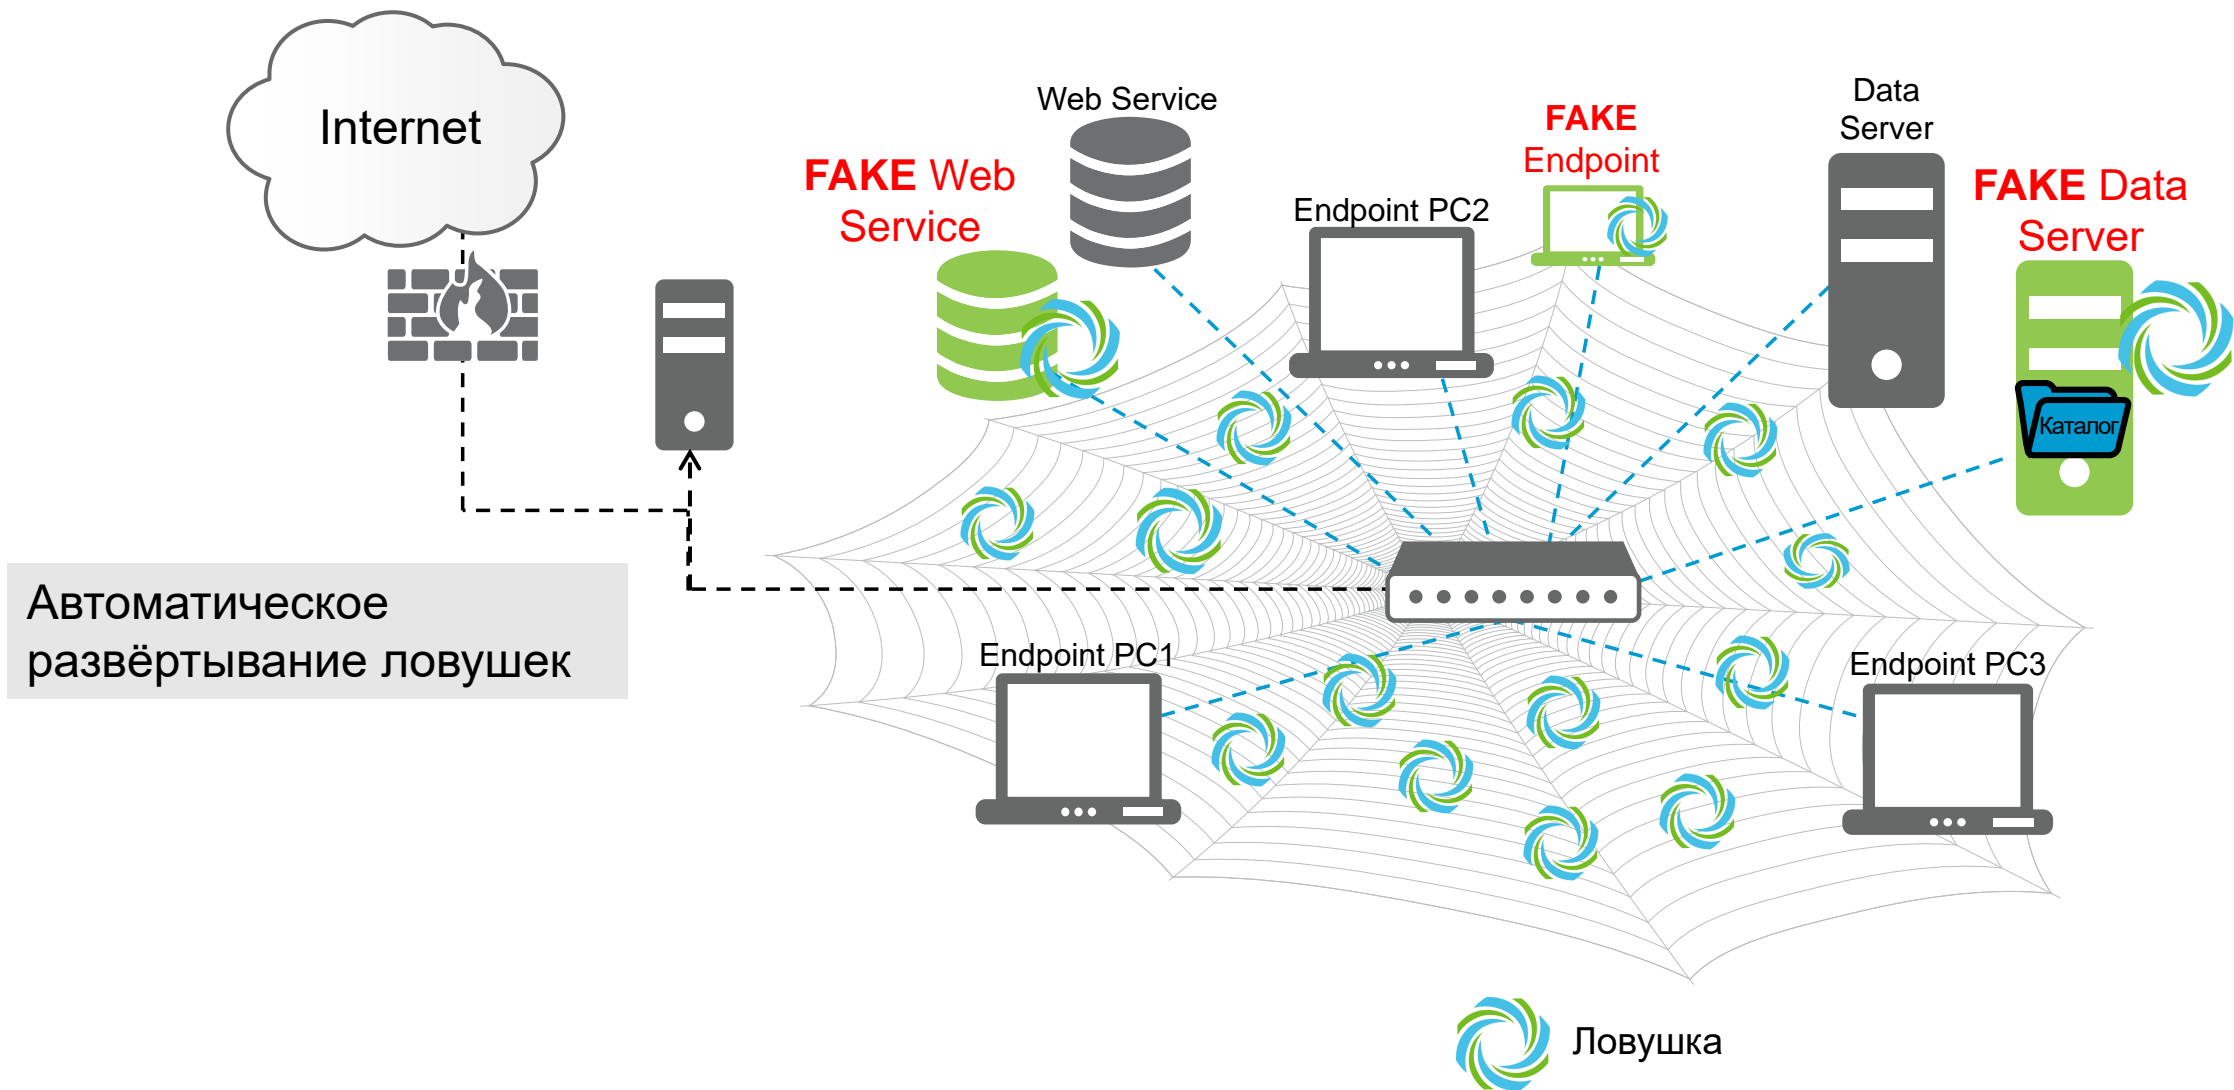 Internet
Web Service
FAKE Web
Service
Endpoint PC2
FAKE
Endpoint
Data
Server
FAKE Data
Server
Каталог
Автоматическое
развёртывание ловушек
Endpoint PC1
Endpoint PC3
Ловушка